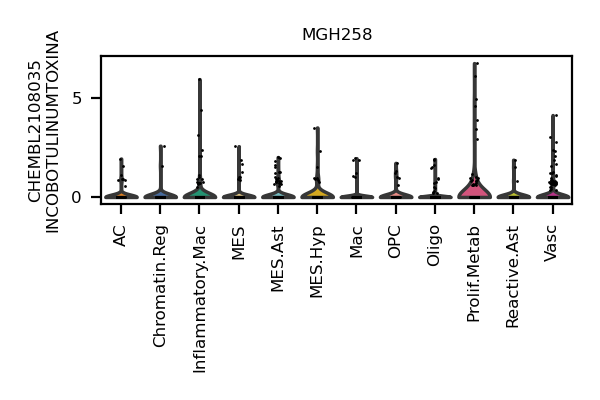 MGH258
CHEMBL2108035
INCOBOTULINUMTOXINA
5
0
AC
Chromatin.Reg
Inflammatory.Mac
MES
MES.Ast
MES.Hyp
Mac
OPC
Oligo
Prolif.Metab
Reactive.Ast
Vasc